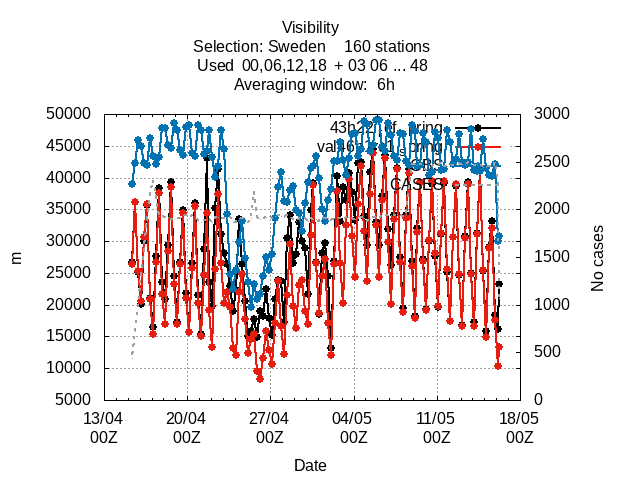 Visibility
Selection: Sweden 160 stations
Used 00,06,12,18 + 03 06 ... 48
Averaging window: 6h
50000
45000
40000
35000
30000
25000
20000
15000
10000
5000
3000
2500
2000
1500
1000
500
0
OBS
CASES
m
No cases
13/04 00Z
20/04 00Z
27/04 00Z
04/05 00Z
11/05 00Z
18/05 00Z
Date